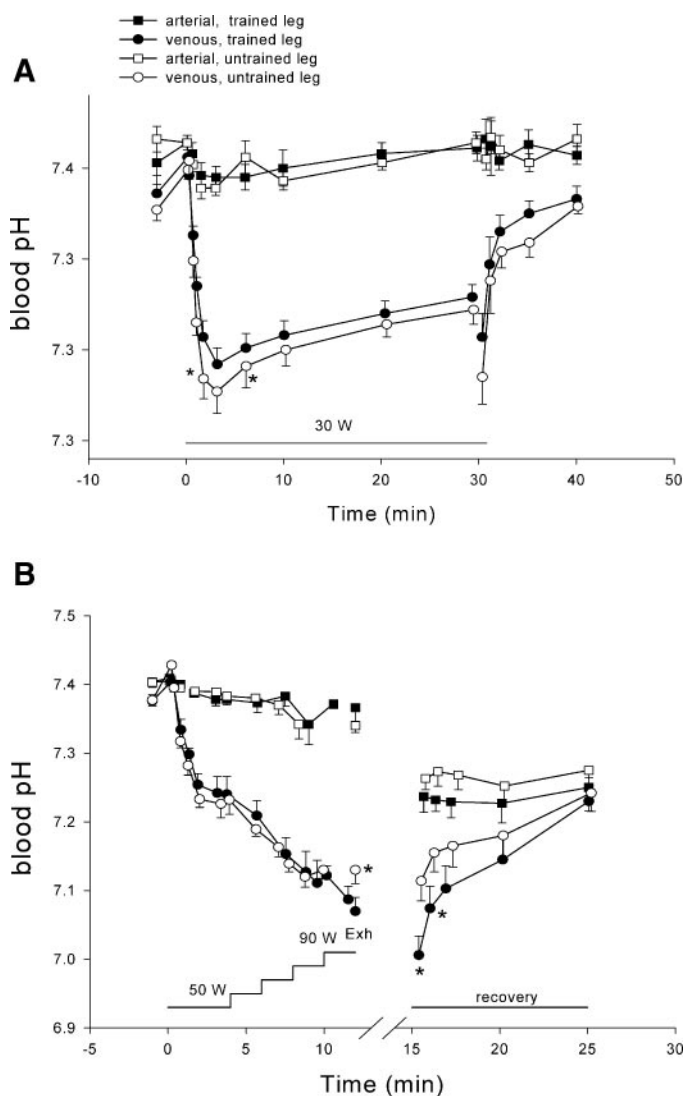 arterial, trained leg
venous, trained leg
arterial, untrained leg
venous, untrained leg
A
7.4
7.3
7.3
7.3
blood pH
*
*
30 W
-10 0 10 20 30 40 50
Time (min)
B
7.5
7.4
7.3
7.2
7.1
7.0
6.9
blood pH
*
90 W Exh
50 W
*
*
recovery
-5 0 5 10 15 20 25 30
Time (min)